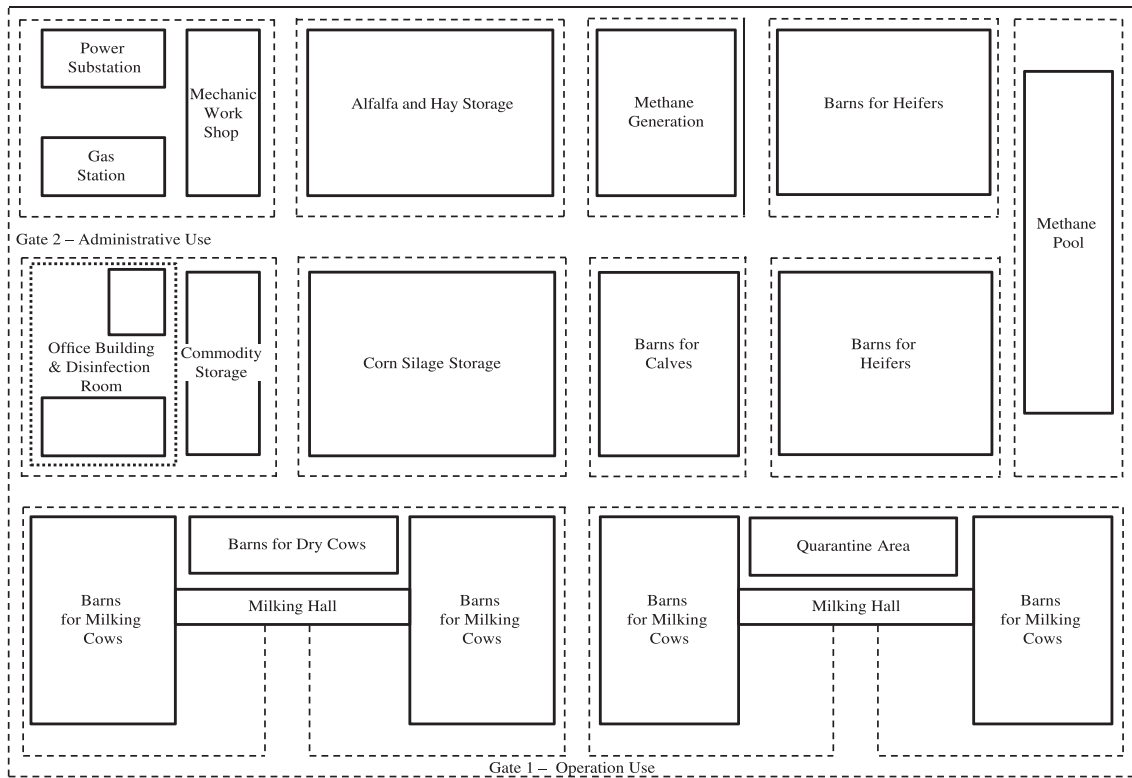 Power
Substation
Mechanic
Work
Shop
Gas
Station
Alfalfa and Hay Storage
Methane
Generation
Barns for Heifers
Methane
Pool
Gate 2 – Administrative Use
Office Building
& Disinfection
Room
Commodity
Storage
Corn Silage Storage
Barns for
Calves
Barns for
Heifers
Barns
for Milking
Cows
Barns for Dry Cows
Milking Hall
Barns
for Milking
Cows
Barns
for Milking
Cows
Quarantine Area
Milking Hall
Barns
for Milking
Cows
Gate 1 – Operation Use